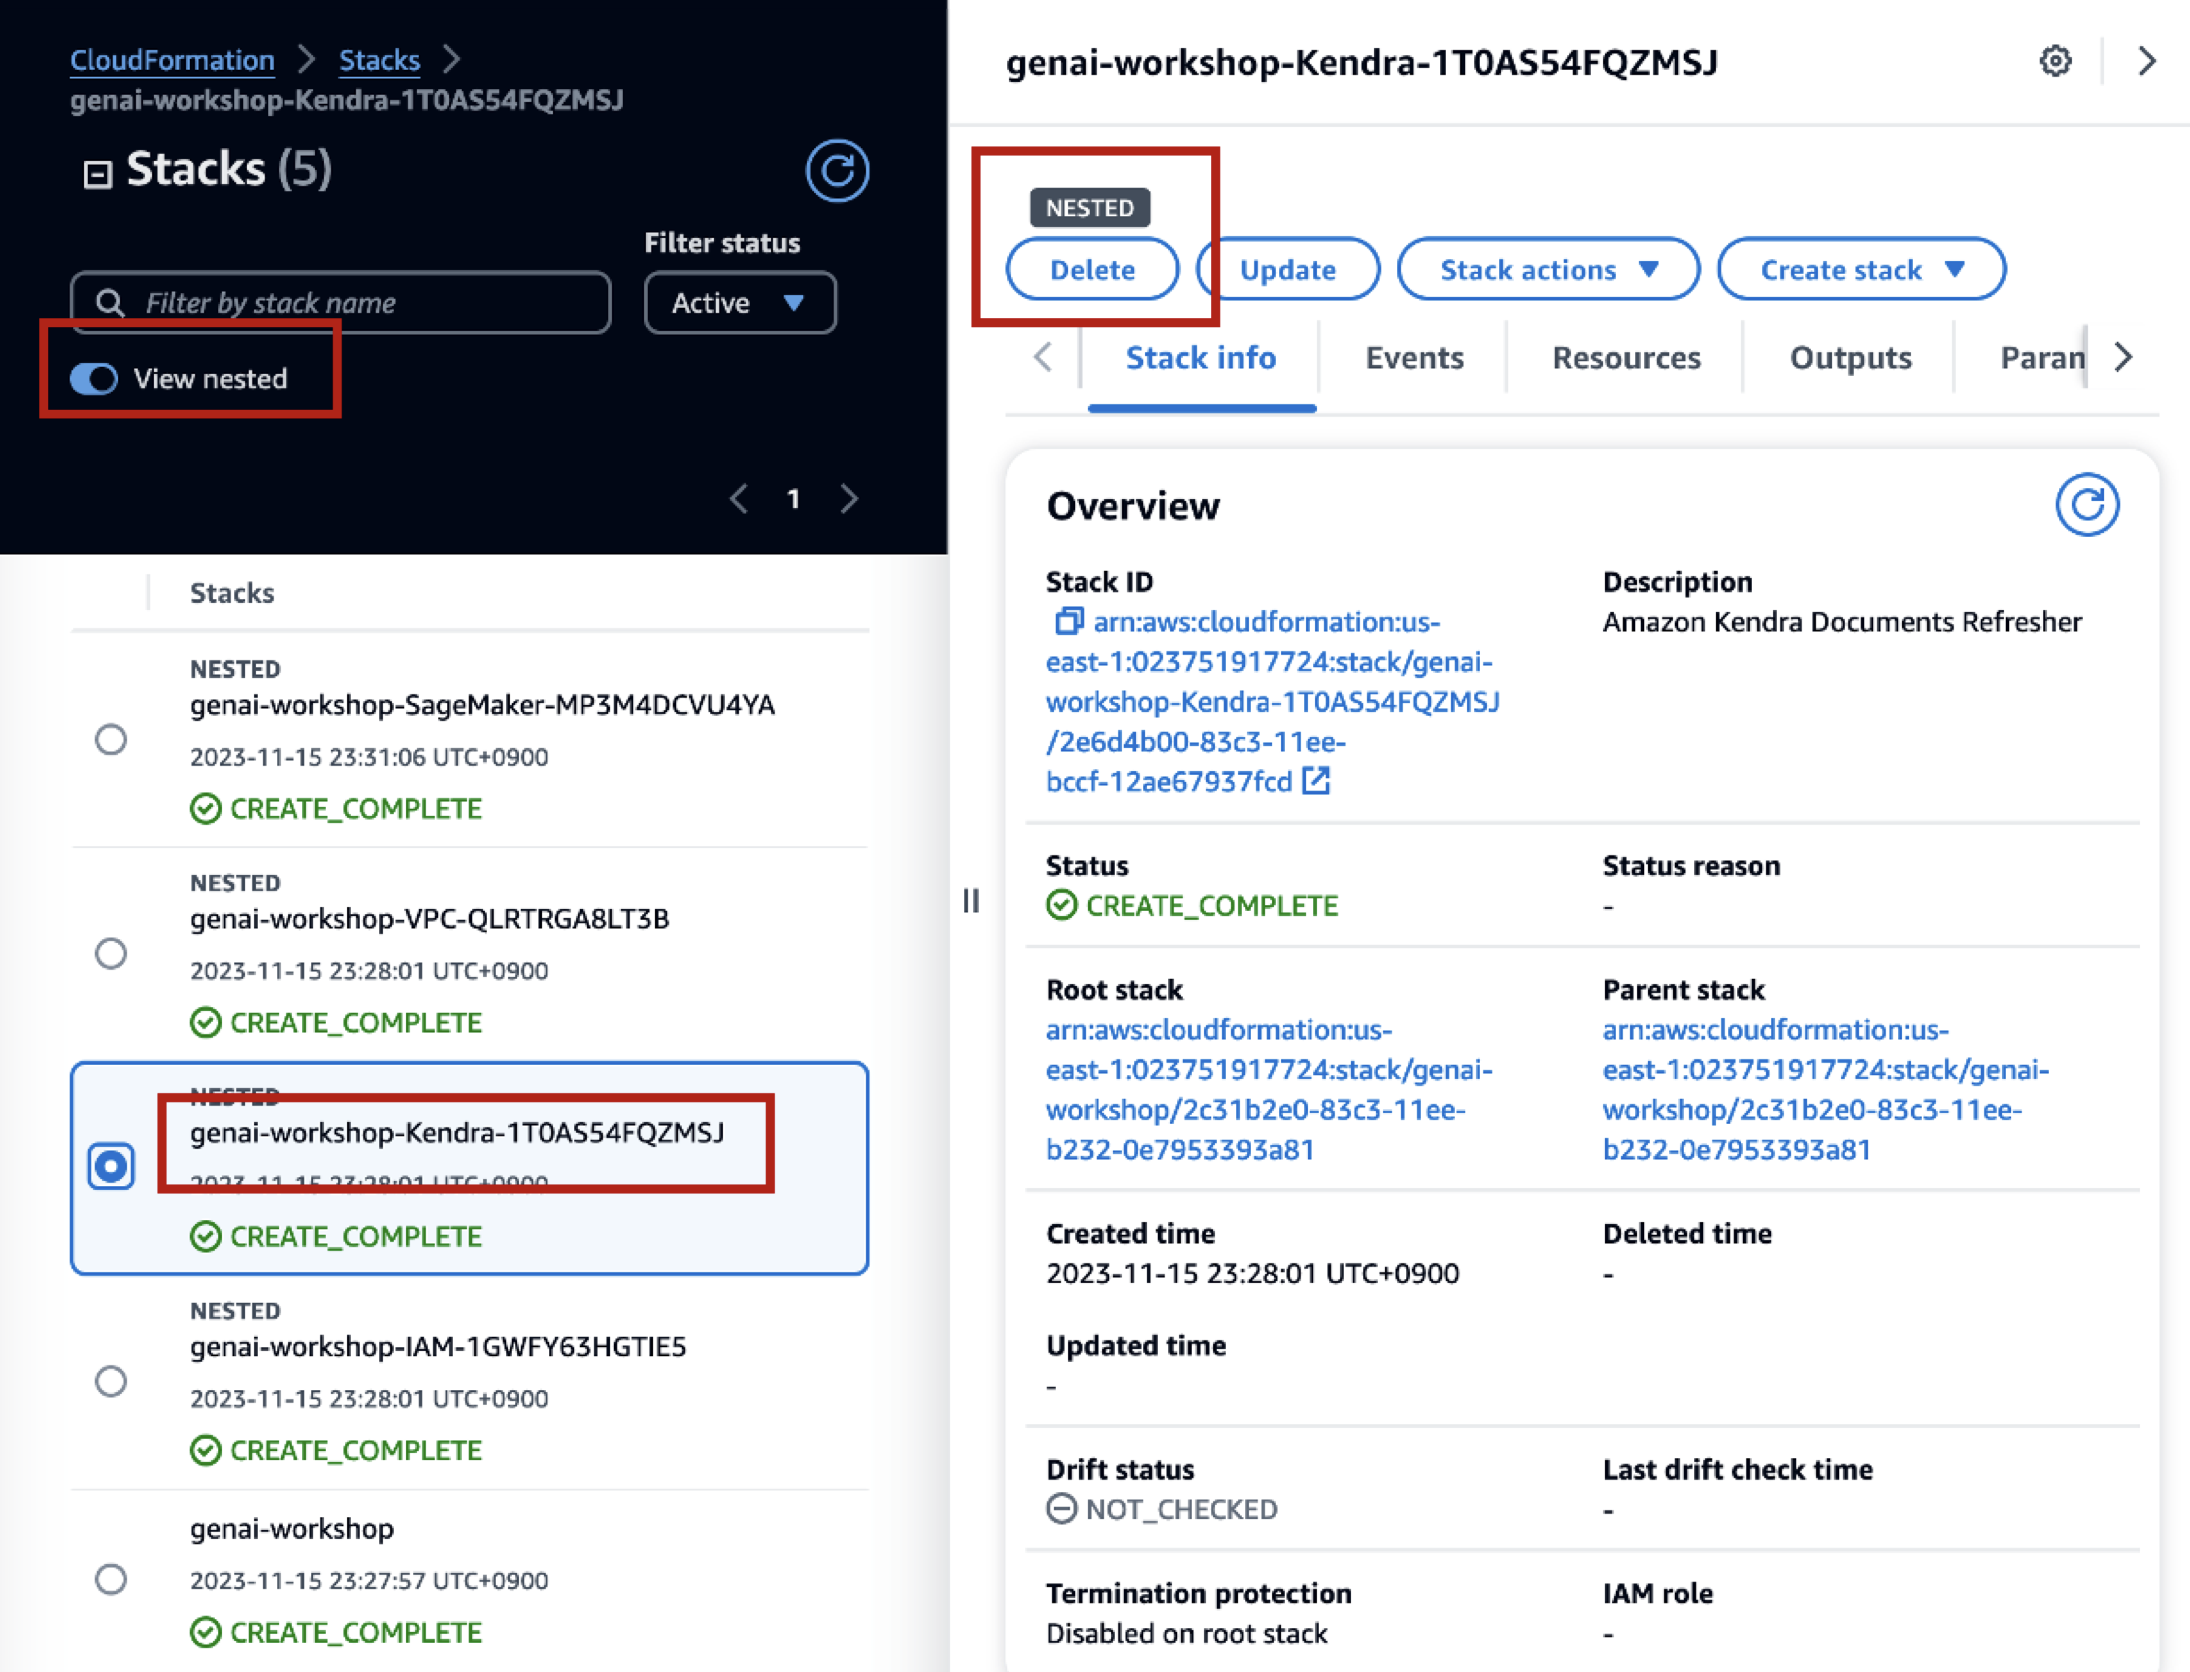 CloudFormation > Stacks >
genai-workshop-Kendra-1T0AS54FQZMSJ
Stacks (5)
Filter status
Filter by stack name
Active
View nested
1
Stacks
NESTED
genai-workshop-SageMaker-MP3M4DCVU4YA
2023-11-15 23:31:06 UTC+0900
CREATE_COMPLETE
NESTED
genai-workshop-VPC-QLRTRGA8LT3B
2023-11-15 23:28:01 UTC+0900
CREATE_COMPLETE
NESTED
genai-workshop-Kendra-1T0AS54FQZMSJ
2023-11-15 23:28:01 UTC+0900
CREATE_COMPLETE
NESTED
genai-workshop-IAM-1GWFY63HGTIE5
2023-11-15 23:28:01 UTC+0900
CREATE_COMPLETE
genai-workshop
2023-11-15 23:27:57 UTC+0900
CREATE_COMPLETE
genai-workshop-Kendra-1T0AS54FQZMSJ
NESTED
Delete
Update
Stack actions
Create stack
Stack info
Events
Resources
Outputs
Paran
Overview
Stack ID
arn:aws:cloudformation:us-
east-1:023751917724:stack/genai-
workshop-Kendra-1T0AS54FQZMSJ
/2e6d4b00-83c3-11ee-
bccf-12ae67937fcd
Description
Amazon Kendra Documents Refresher
Status
CREATE_COMPLETE
Status reason
-
Root stack
arn:aws:cloudformation:us-
east-1:023751917724:stack/genai-
workshop/2c31b2e0-83c3-11ee-
b232-0e7953393a81
Parent stack
arn:aws:cloudformation:us-
east-1:023751917724:stack/genai-
workshop/2c31b2e0-83c3-11ee-
b232-0e7953393a81
Created time
2023-11-15 23:28:01 UTC+0900
Deleted time
-
Updated time
-
Drift status
NOT_CHECKED
Last drift check time
-
Termination protection
Disabled on root stack
IAM role
-